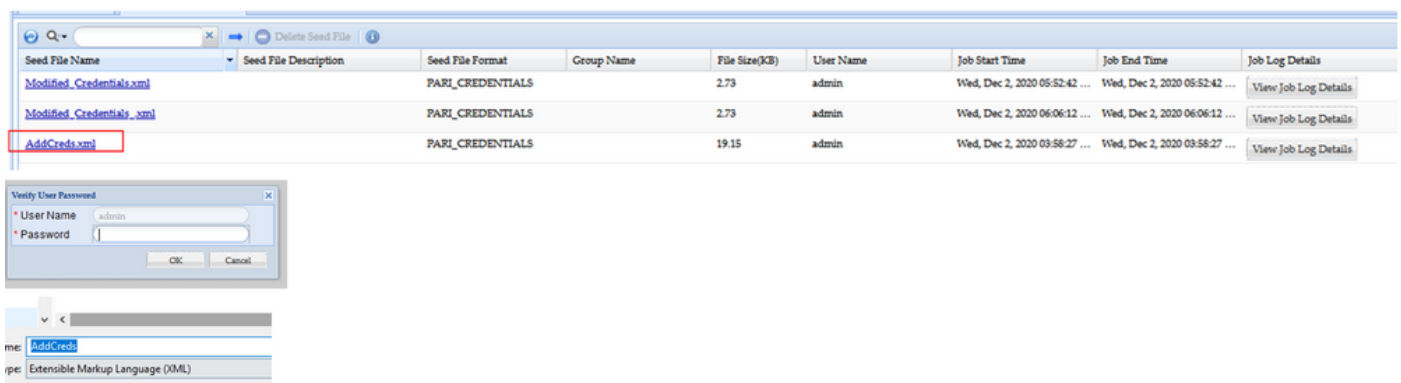 Delete Seed File
Seed File Name Seed File Description Seed File Format Group Name File Size(KB) User Name Job Start Time Job End Time Job Log Details
Modified_Credentials.xml PARI_CREDENTIALS 2.73 admin Wed, Dec 2, 2020 05:52:42 ... Wed, Dec 2, 2020 05:52:42 ... View Job Log Details
Modified_Credentials_.xml PARI_CREDENTIALS 2.73 admin Wed, Dec 2, 2020 06:06:12 ... Wed, Dec 2, 2020 06:06:12 ... View Job Log Details
AddCreds.xml PARI_CREDENTIALS 19.15 admin Wed, Dec 2, 2020 03:58:27 ... Wed, Dec 2, 2020 03:58:27 ... View Job Log Details
Verify User Password
* User Name admin
* Password
OK Cancel
me: AddCreds
ype: Extensible Markup Language (XML)